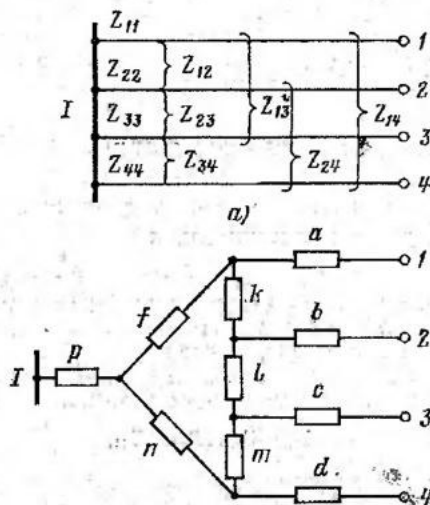 Z11 1
Z22 Z12 2
I Z33 Z23 Z13 Z14 3
Z44 Z34 Z24 4
а)
a 1
f k b 2
I p l c 3
n m d 4